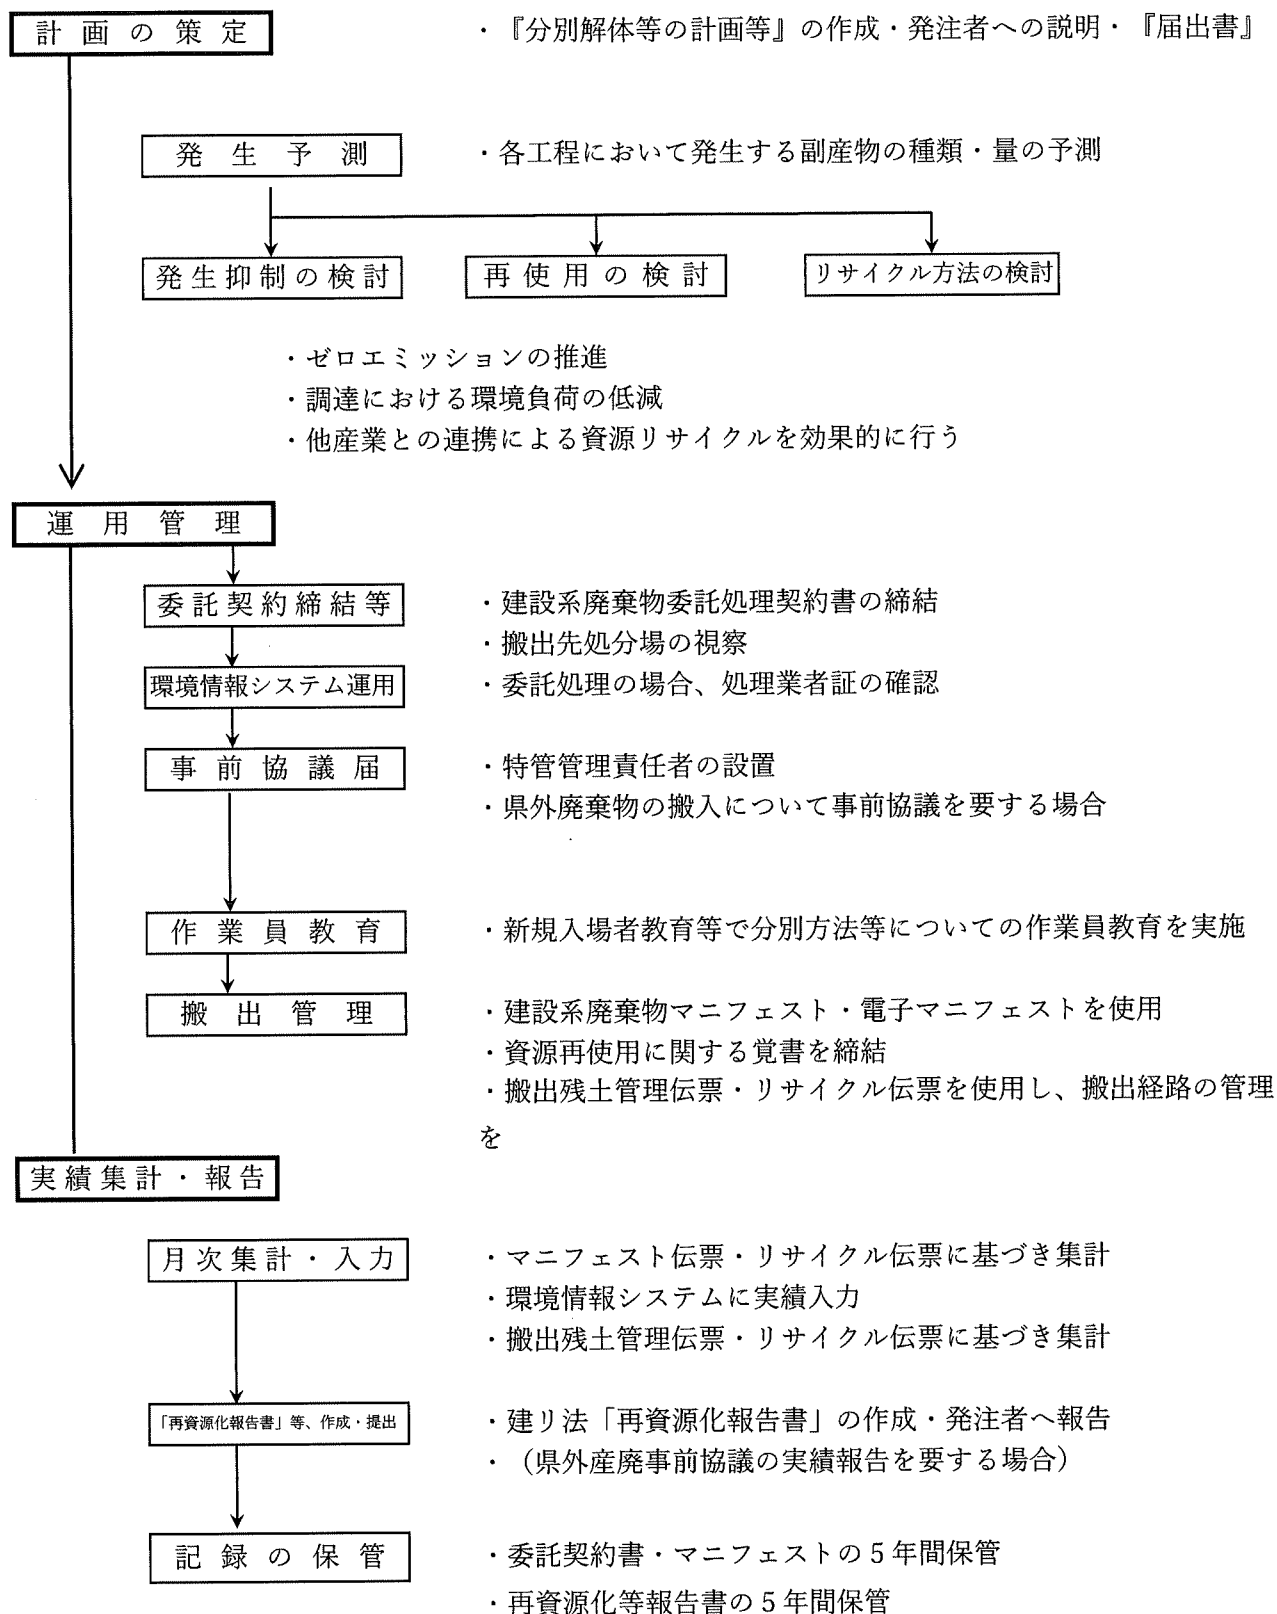 計画の策定
・『分別解体等の計画等』の作成・発注者への説明・『届出書』
発生予測
・各工程において発生する副産物の種類・量の予測
発生抑制の検討
再使用の検討
リサイクル方法の検討
・ゼロエミッションの推進
・調達における環境負荷の低減
・他産業との連携による資源リサイクルを効果的に行う
運用管理
委託契約締結等
・建設系廃棄物委託処理契約書の締結
・搬出先処分場の視察
環境情報システム運用
・委託処理の場合、処理業者証の確認
事前協議届
・特管管理責任者の設置
・県外廃棄物の搬入について事前協議を要する場合
作業員教育
・新規入場者教育等で分別方法等についての作業員教育を実施
搬出管理
・建設系廃棄物マニフェスト・電子マニフェストを使用
・資源再使用に関する覚書を締結
・搬出残土管理伝票・リサイクル伝票を使用し、搬出経路の管理
を
実績集計・報告
月次集計・入力
・マニフェスト伝票・リサイクル伝票に基づき集計
・環境情報システムに実績入力
・搬出残土管理伝票・リサイクル伝票に基づき集計
「再資源化報告書」等、作成・提出
・建リ法「再資源化報告書」の作成・発注者へ報告
・（県外産廃事前協議の実績報告を要する場合）
記録の保管
・委託契約書・マニフェストの５年間保管
・再資源化等報告書の５年間保管